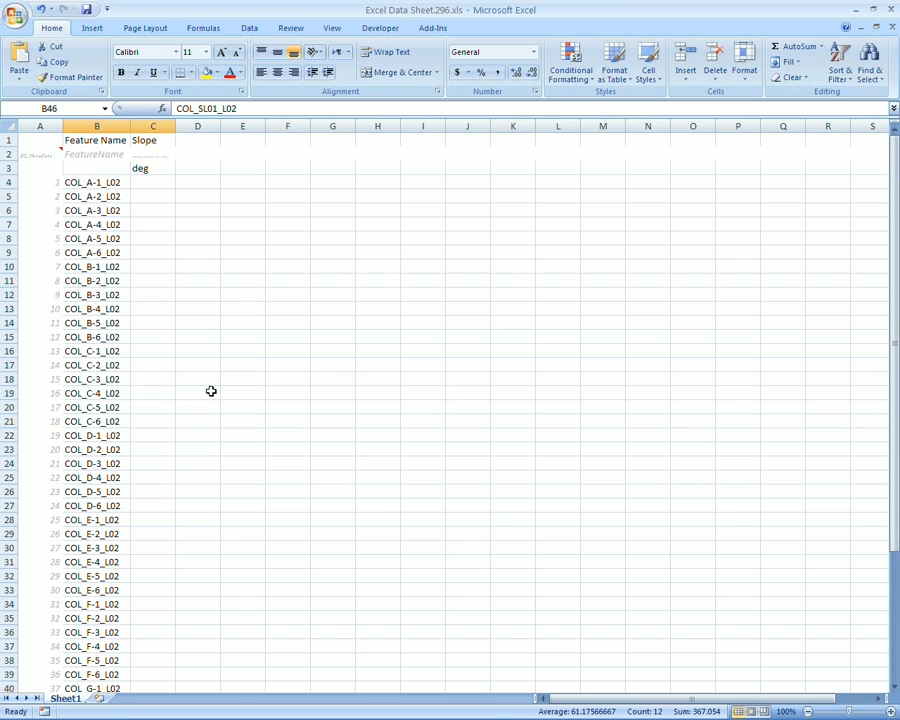 Excel Data Sheet.296.xls - Microsoft Excel
Home Insert Page Layout Formulas Data Review View Developer Add-Ins
Paste Cut Copy Format Painter Calibri 11 Wrap Text Merge & Center General Conditional Formatting Format as Table Cell Styles Insert Delete Format AutoSum Fill Clear Sort & Filter Find & Select
Clipboard Font Alignment Number Styles Cells Editing
B46 fx COL_SL01_L02
A B C D E F G H I J K L M N O P Q R S
1 Feature Name Slope
2 FeatureName
3 deg
4 1 COL_A-1_L02
5 2 COL_A-2_L02
6 3 COL_A-3_L02
7 4 COL_A-4_L02
8 5 COL_A-5_L02
9 6 COL_A-6_L02
10 7 COL_B-1_L02
11 8 COL_B-2_L02
12 9 COL_B-3_L02
13 10 COL_B-4_L02
14 11 COL_B-5_L02
15 12 COL_B-6_L02
16 13 COL_C-1_L02
17 14 COL_C-2_L02
18 15 COL_C-3_L02
19 16 COL_C-4_L02
20 17 COL_C-5_L02
21 18 COL_C-6_L02
22 19 COL_D-1_L02
23 20 COL_D-2_L02
24 21 COL_D-3_L02
25 22 COL_D-4_L02
26 23 COL_D-5_L02
27 24 COL_D-6_L02
28 25 COL_E-1_L02
29 26 COL_E-2_L02
30 27 COL_E-3_L02
31 28 COL_E-4_L02
32 29 COL_E-5_L02
33 30 COL_E-6_L02
34 31 COL_F-1_L02
35 32 COL_F-2_L02
36 33 COL_F-3_L02
37 34 COL_F-4_L02
38 35 COL_F-5_L02
39 36 COL_F-6_L02
40 37 COL_G-1_L02
Sheet1
Ready Average: 61.17566667 Count: 12 Sum: 367.054 100%